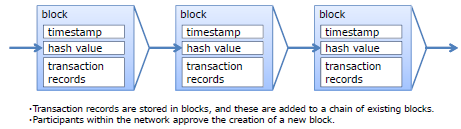 block
timestamp
hash value
transaction
records
block
timestamp
hash value
transaction
records
block
timestamp
hash value
transaction
records
・Transaction records are stored in blocks, and these are added to a chain of existing blocks.
・Participants within the network approve the creation of a new block.